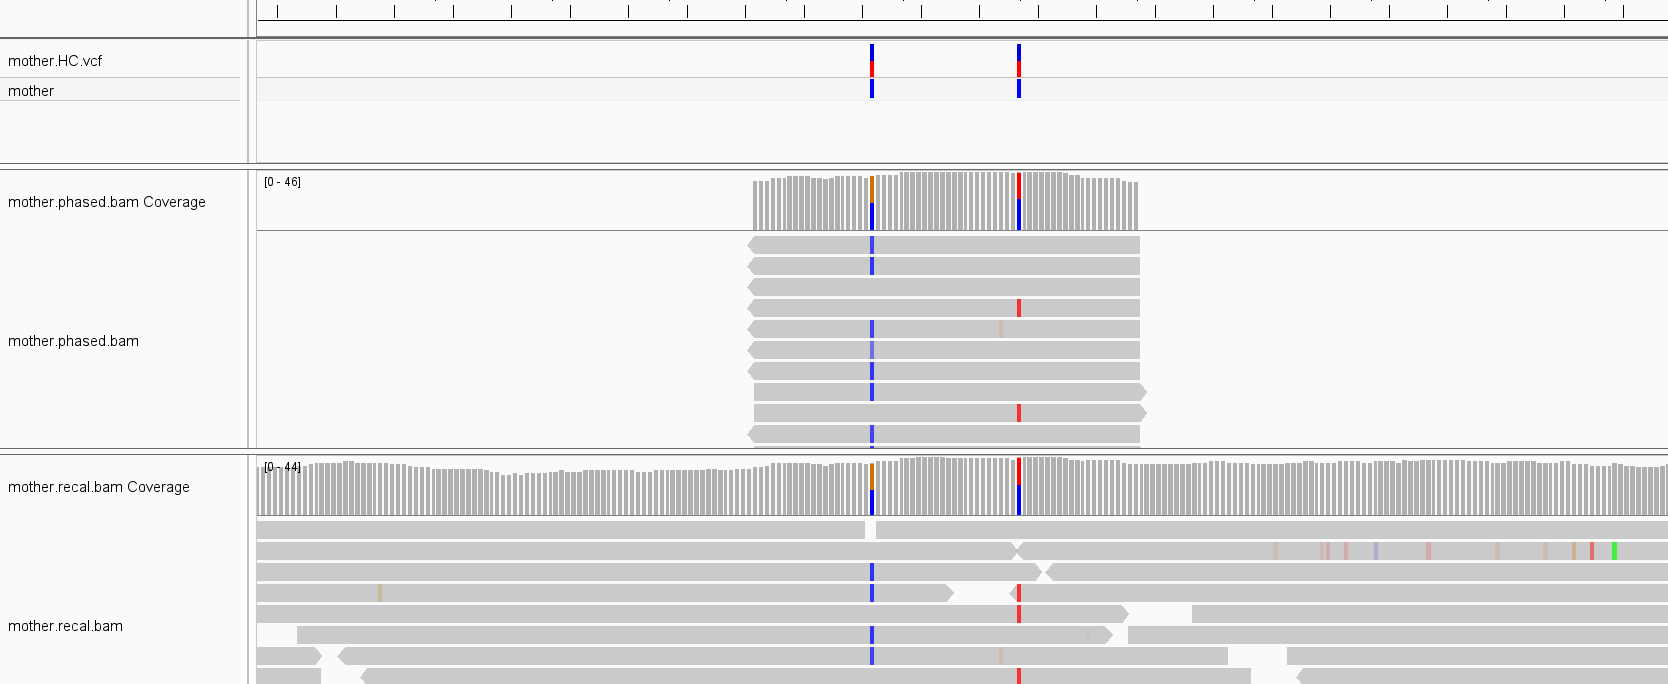 mother.HC.vcf
mother
[0 - 46]
mother.phased.bam Coverage
mother.phased.bam
[0 - 44]
mother.recal.bam Coverage
mother.recal.bam